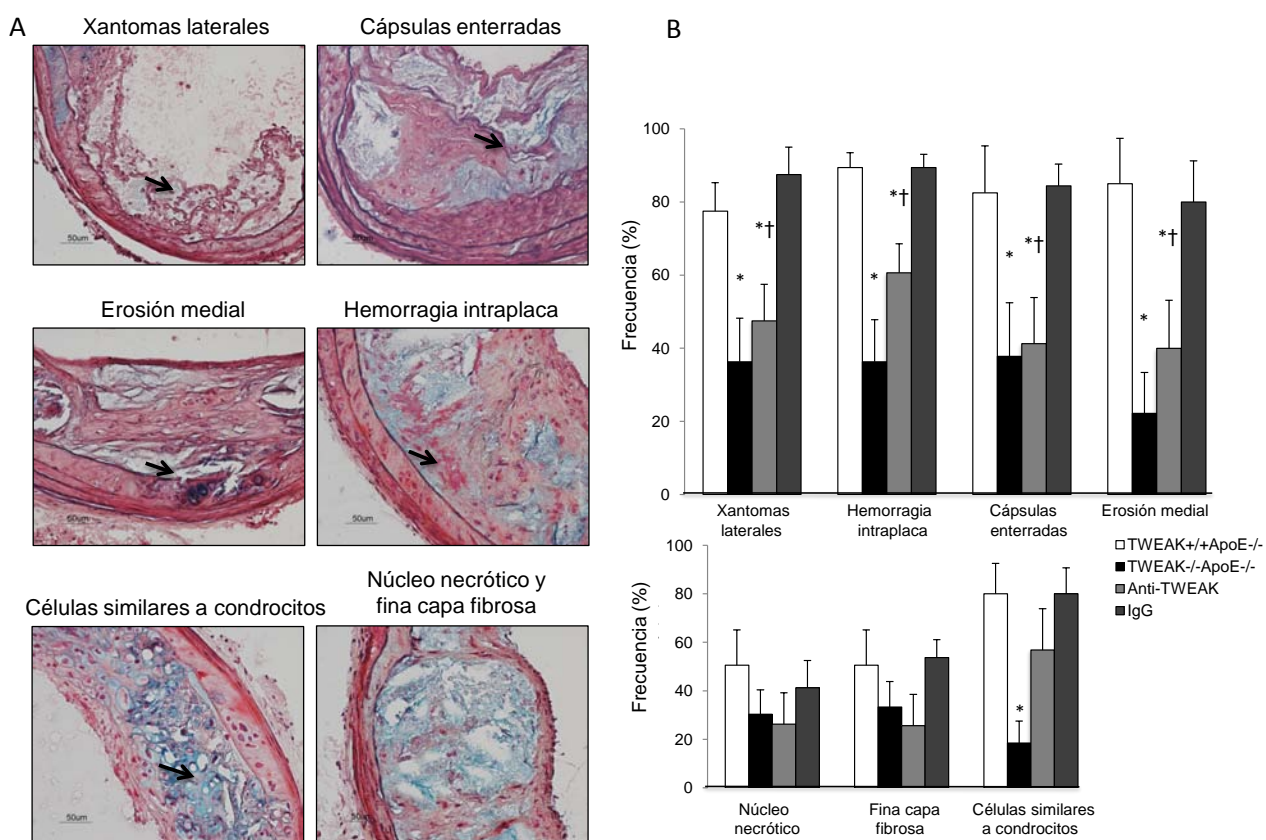 A
Xantomas laterales
Cápsulas enterradas
50um
50um
Erosión medial
Hemorragia intraplaca
50um
50um
Células similares a condrocitos
Núcleo necrótico y
fina capa fibrosa
50um
50um
B
Frecuencia (%)
100
80
60
40
20
0
*
*†
*
*†
*
*†
*
*†
Xantomas
laterales
Hemorragia
intraplaca
Cápsulas
enterradas
Erosión medial
TWEAK+/+ApoE-/-
TWEAK-/-ApoE-/-
Anti-TWEAK
IgG
Frecuencia (%)
100
80
60
40
20
0
*
Núcleo
necrótico
Fina capa
fibrosa
Células similares
a condrocitos